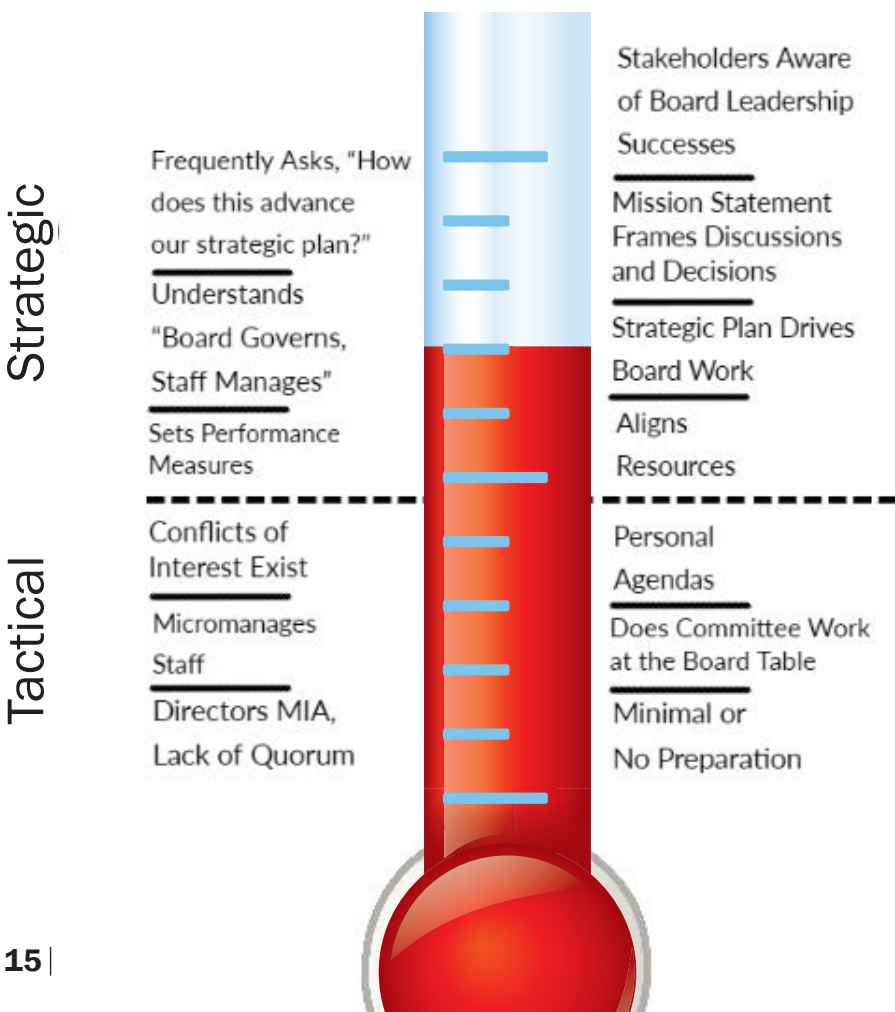 Strategic
Frequently Asks, “How
does this advance
our strategic plan?”
Understands
“Board Governs,
Staff Manages”
Sets Performance
Measures
Stakeholders Aware
of Board Leadership
Successes
Mission Statement
Frames Discussions
and Decisions
Strategic Plan Drives
Board Work
Aligns
Resources
Tactical
Conflicts of
Interest Exist
Micromanages
Staff
Directors MIA,
Lack of Quorum
Personal
Agendas
Does Committee Work
at the Board Table
Minimal or
No Preparation
15 |